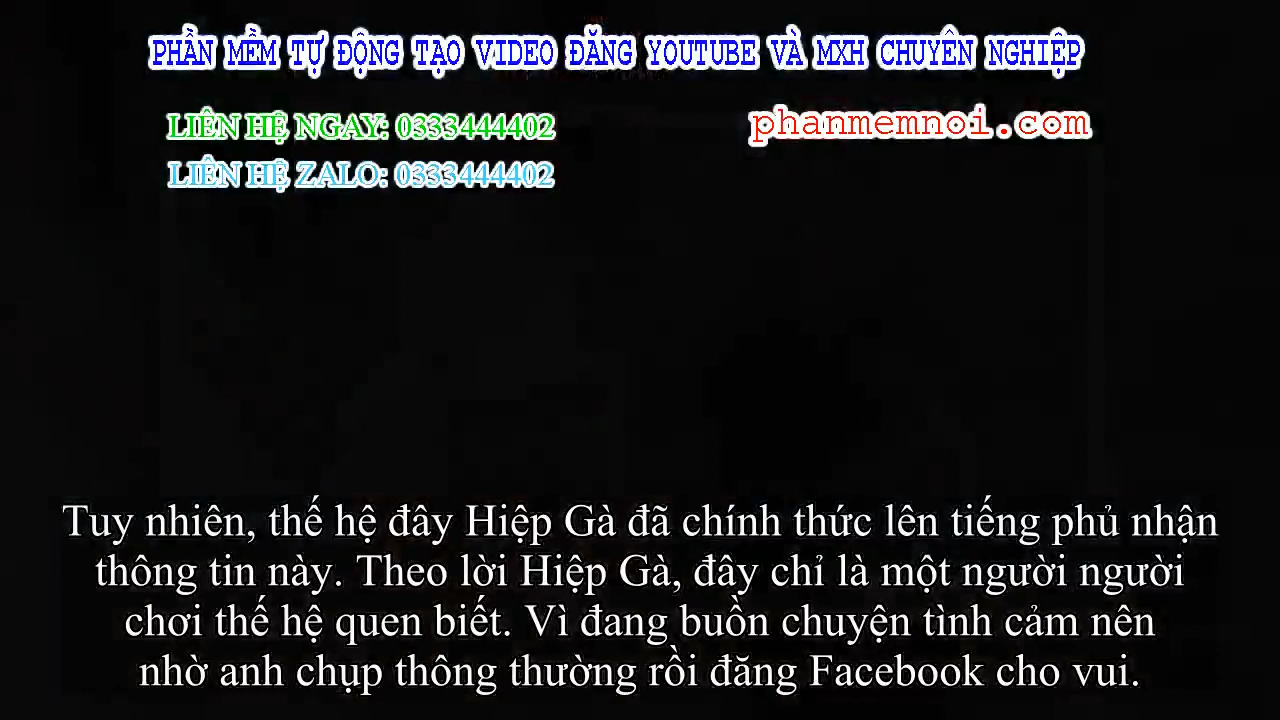 PHẦN MỀM TỰ ĐỘNG TẠO VIDEO ĐĂNG YOUTUBE VÀ MXH CHUYÊN NGHIỆP
LIÊN HỆ NGAY: 0333444402
phanmemnoi.com
LIÊN HỆ ZALO: 0333444402
Tuy nhiên, thế hệ đây Hiệp Gà đã chính thức lên tiếng phủ nhận
thông tin này. Theo lời Hiệp Gà, đây chỉ là một người người
chơi thế hệ quen biết. Vì đang buồn chuyện tình cảm nên
nhờ anh chụp thông thường rồi đăng Facebook cho vui.